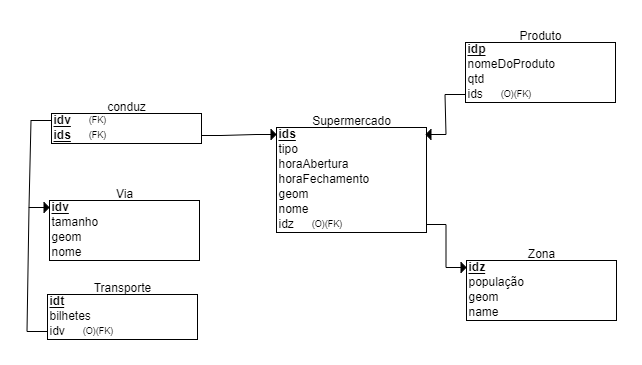 Produto
idp
nomeDoProduto
qtd
ids (O)(FK)
conduz
idv (FK)
ids (FK)
Supermercado
ids
tipo
horaAbertura
horaFechamento
geom
nome
idz (O)(FK)
Via
idv
tamanho
geom
nome
Zona
idz
população
geom
name
Transporte
idt
bilhetes
idv (O)(FK)